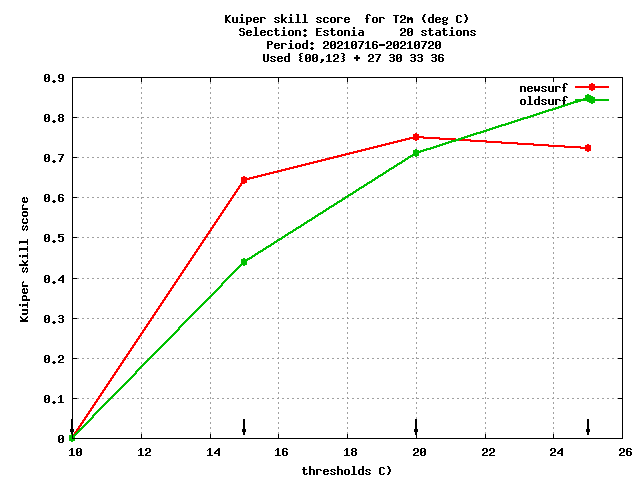 Kuiper skill score  for T2m (deg C)
Selection: Estonia     20 stations
Period: 20210716-20210720
Used {00,12} + 27 30 33 36
newsurf
oldsurf
0.9
0.8
0.7
0.6
0.5
0.4
0.3
0.2
0.1
0
Kuiper skill score
10 12 14 16 18 20 22 24 26
thresholds C)